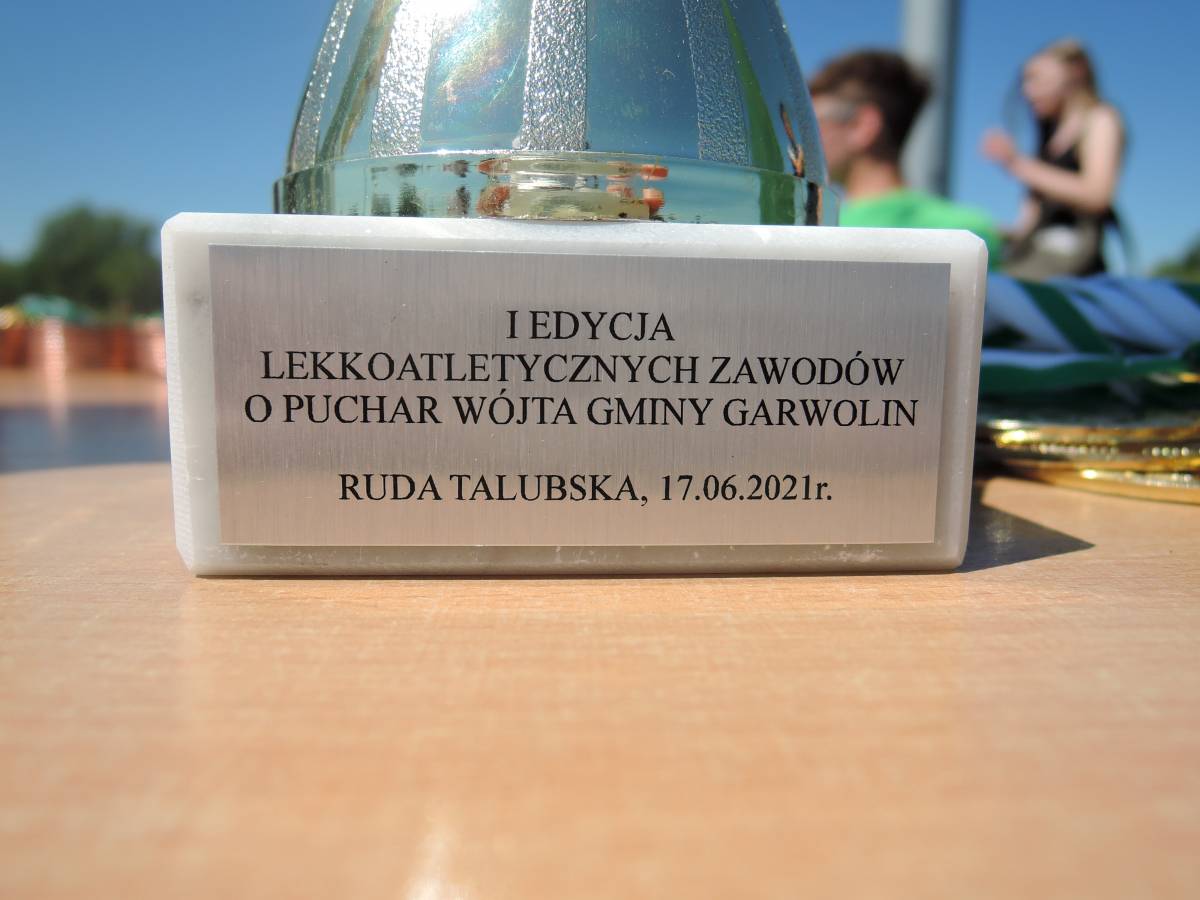 I EDYCJA
LEKKOATLETYCZNYCH ZAWODÓW
O PUCHAR WÓJTA GMINY GARWOLIN
RUDA TALUBSKA, 17.06.2021r.